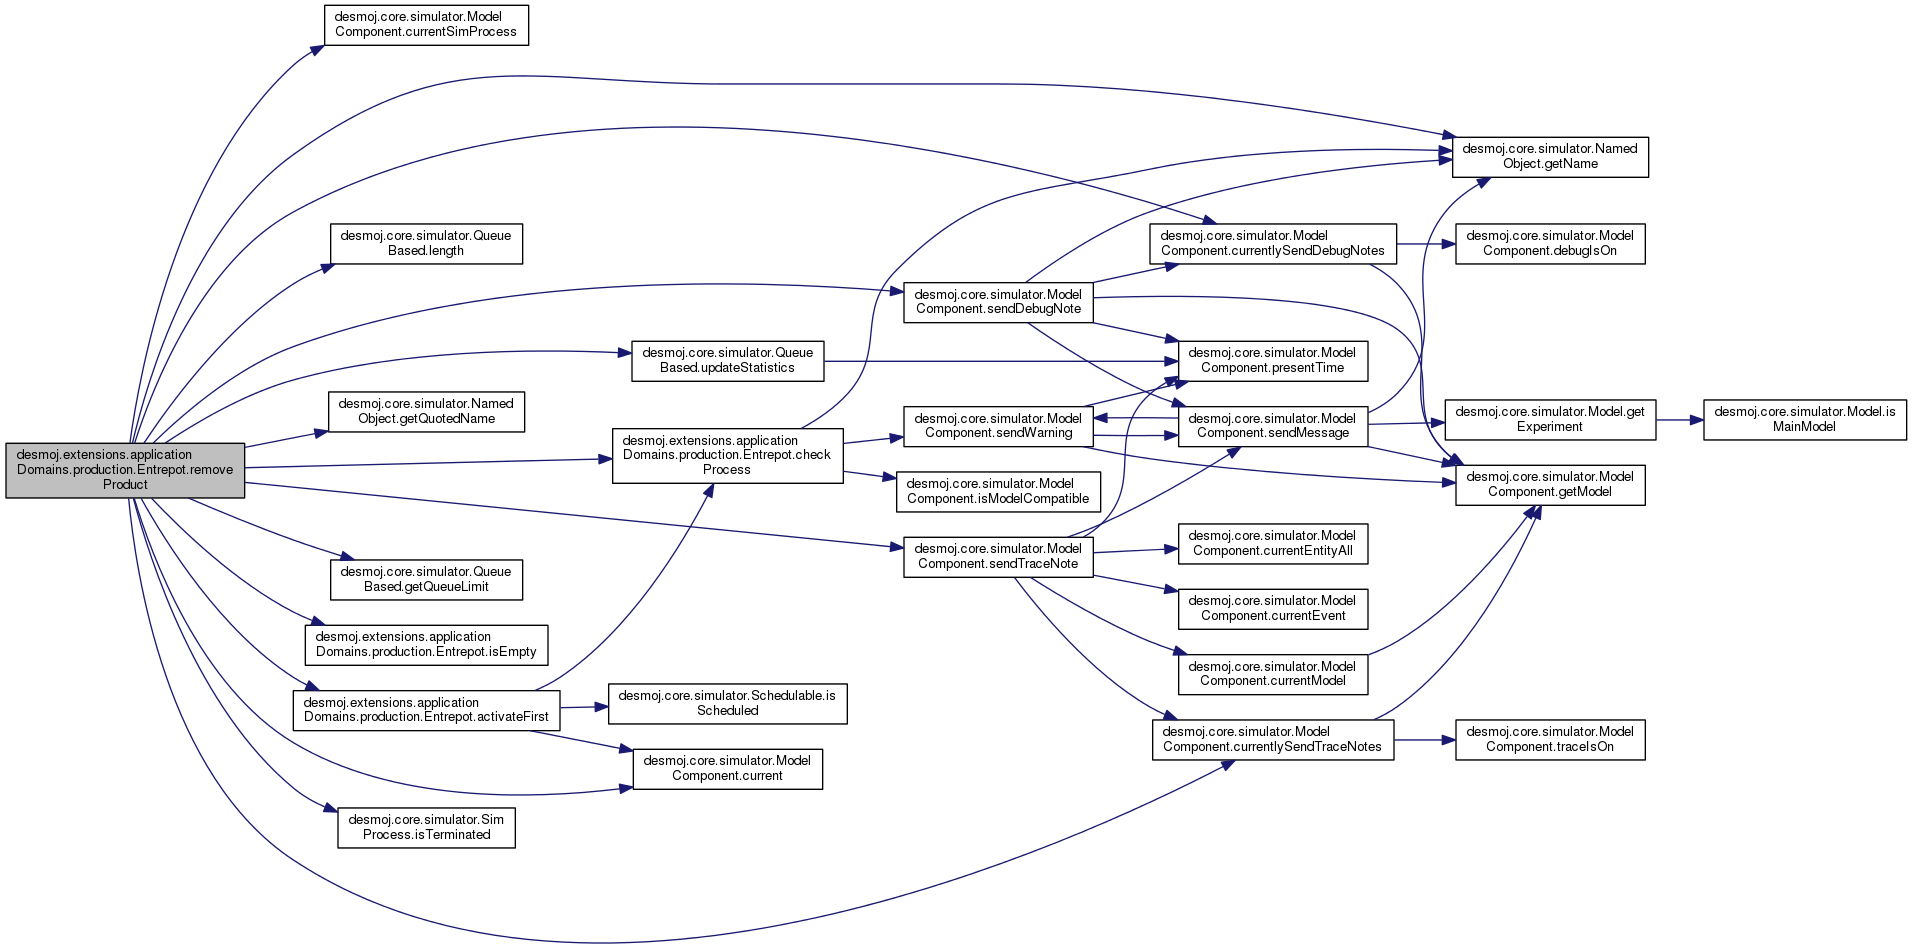 desmoj.core.simulator.Model
Component.currentSimProcess
desmoj.core.simulator.Named
Object.getName
desmoj.core.simulator.Queue
Based.length
desmoj.core.simulator.Model
Component.currentlySendDebugNotes
desmoj.core.simulator.Model
Component.debugIsOn
desmoj.core.simulator.Model
Component.sendDebugNote
desmoj.core.simulator.Queue
Based.updateStatistics
desmoj.core.simulator.Model
Component.presentTime
desmoj.core.simulator.Named
Object.getQuotedName
desmoj.core.simulator.Model
Component.sendWarning
desmoj.core.simulator.Model
Component.sendMessage
desmoj.core.simulator.Model.get
Experiment
desmoj.core.simulator.Model.is
MainModel
desmoj.extensions.application
Domains.production.Entrepot.remove
Product
desmoj.extensions.application
Domains.production.Entrepot.check
Process
desmoj.core.simulator.Model
Component.isModelCompatible
desmoj.core.simulator.Model
Component.getModel
desmoj.core.simulator.Model
Component.sendTraceNote
desmoj.core.simulator.Model
Component.currentEntityAll
desmoj.core.simulator.Queue
Based.getQueueLimit
desmoj.core.simulator.Model
Component.currentEvent
desmoj.extensions.application
Domains.production.Entrepot.isEmpty
desmoj.core.simulator.Model
Component.currentModel
desmoj.extensions.application
Domains.production.Entrepot.activateFirst
desmoj.core.simulator.Schedulable.is
Scheduled
desmoj.core.simulator.Model
Component.currentlySendTraceNotes
desmoj.core.simulator.Model
Component.traceIsOn
desmoj.core.simulator.Model
Component.current
desmoj.core.simulator.Sim
Process.isTerminated